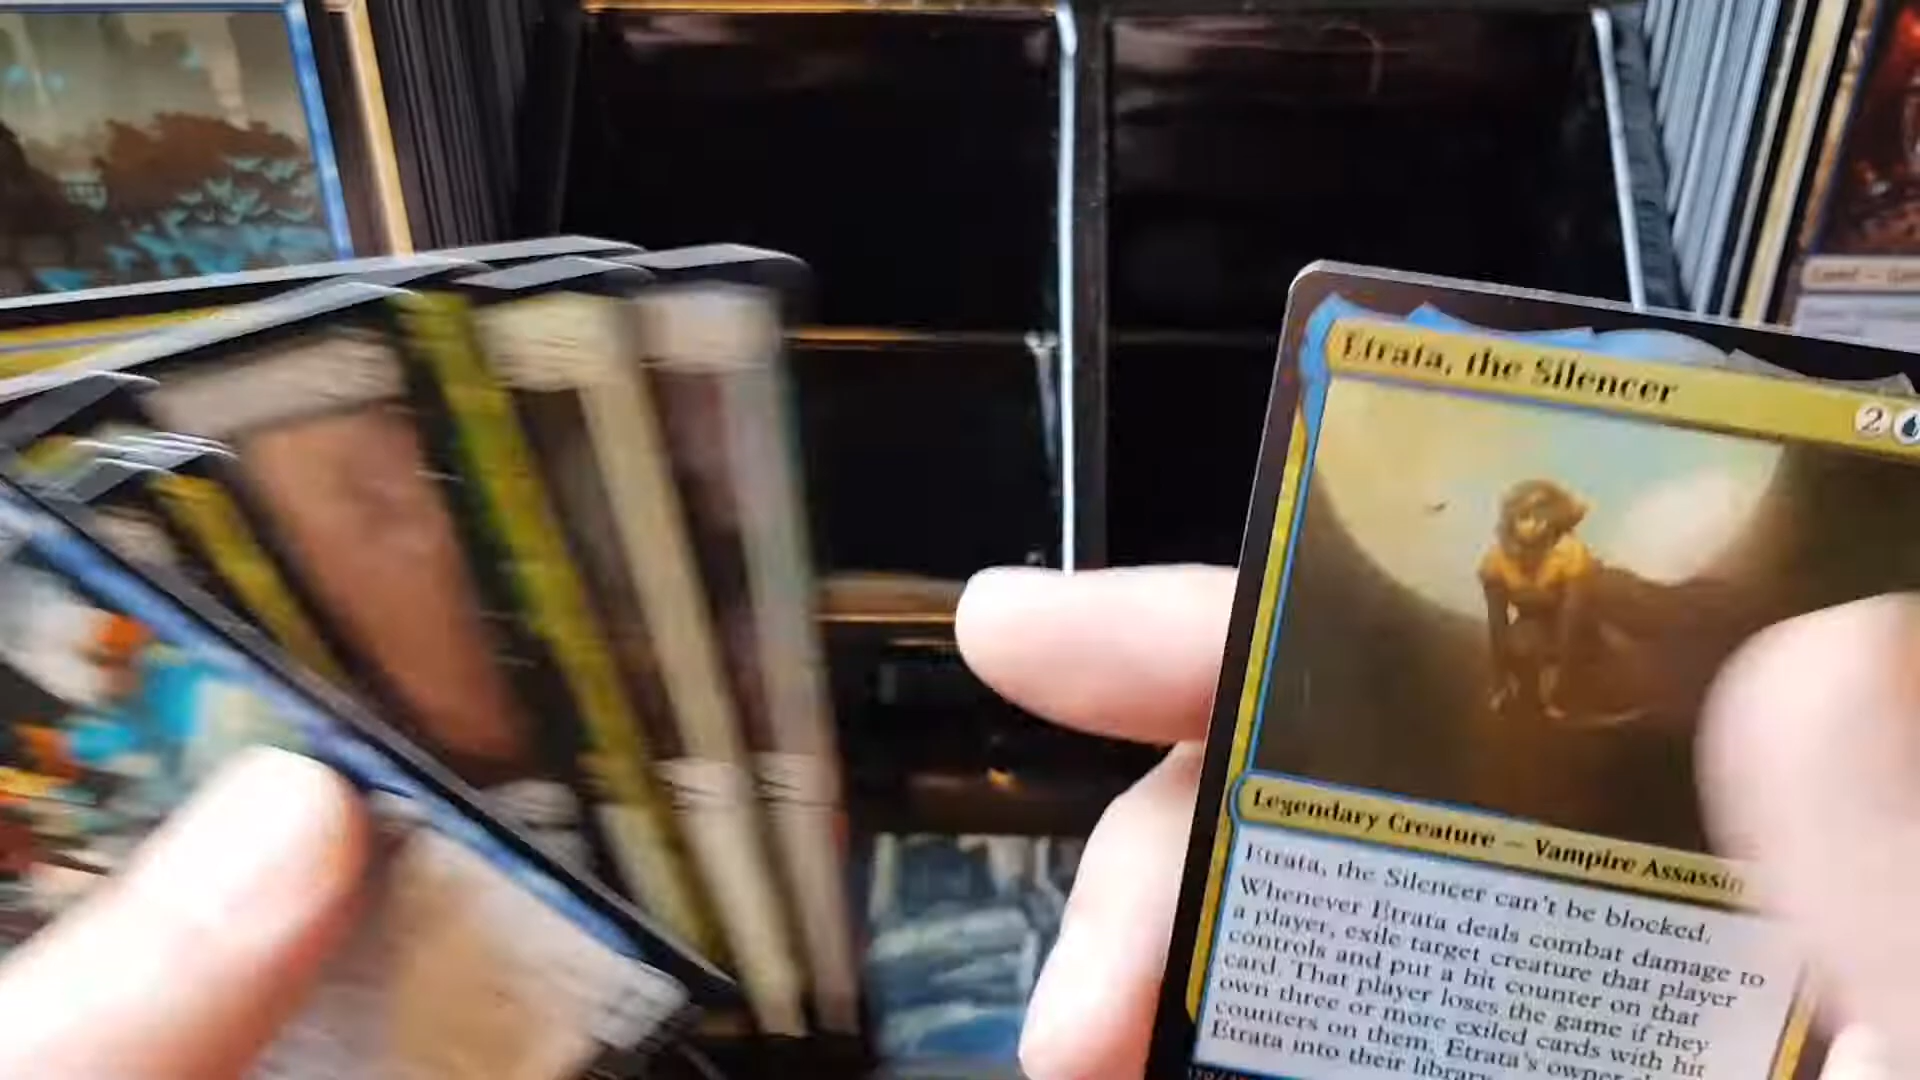 Etrata, the Silencer
2
Legendary Creature — Vampire Assassin
Etrata, the Silencer can't be blocked.
Whenever Etrata deals combat damage to
a player, exile target creature that player
controls and put a hit counter on that
card. That player loses the game if they
own three or more exiled cards with hit
counters on them. Etrata's owner
Etrata into their library
Land —